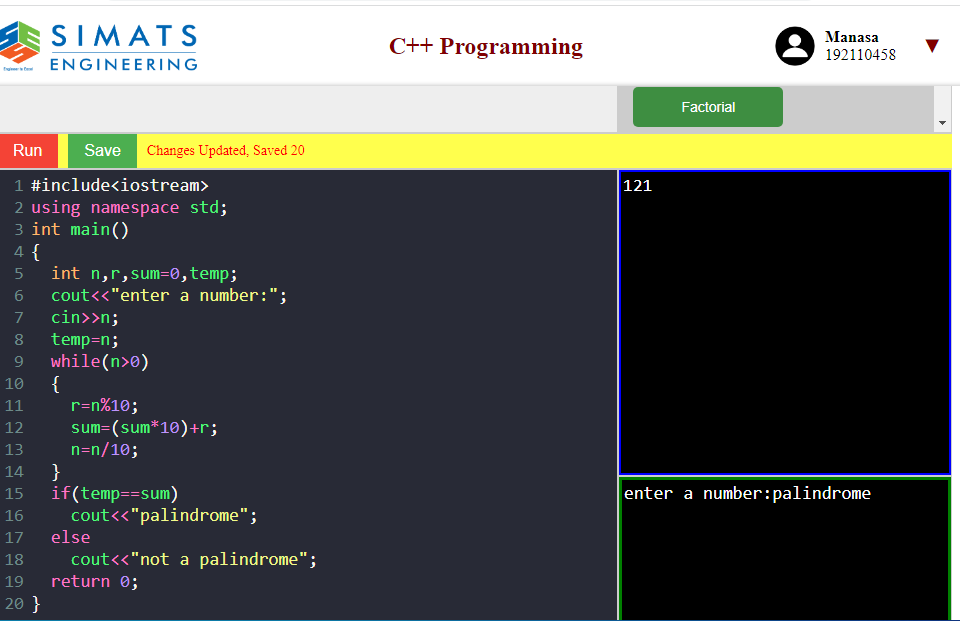 SIMATS
ENGINEERING
Engineer to Excel
C++ Programming
Manasa
192110458
Factorial
Run
Save
Changes Updated, Saved 20
1 #include<iostream>
2 using namespace std;
3 int main()
4 {
5 int n,r,sum=0,temp;
6 cout<<"enter a number:";
7 cin>>n;
8 temp=n;
9 while(n>0)
10 {
11 r=n%10;
12 sum=(sum*10)+r;
13 n=n/10;
14 }
15 if(temp==sum)
16 cout<<"palindrome";
17 else
18 cout<<"not a palindrome";
19 return 0;
20 }
121
enter a number:palindrome